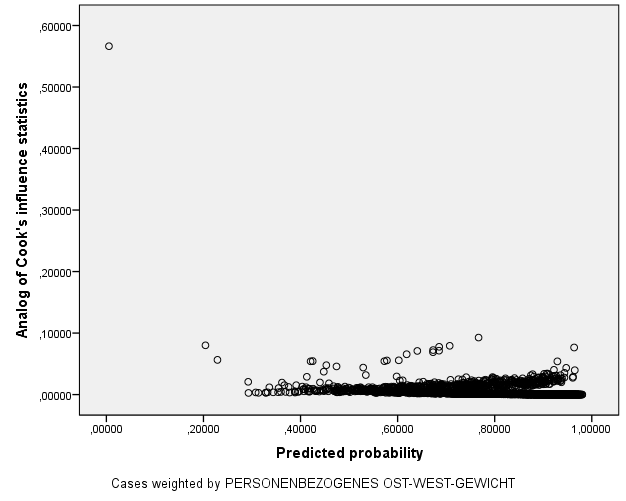 Analog of Cook's influence statistics
,60000
,50000
,40000
,30000
,20000
,10000
,00000
,00000 ,20000 ,40000 ,60000 ,80000 1,00000
Predicted probability
Cases weighted by PERSONENBEZOGENES OST-WEST-GEWICHT